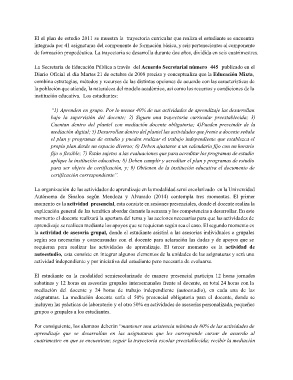 En el plan de estudio 2011 se muestra la trayectoria curricular que realiza el estudiante se encuentra
integrada por 41 asignaturas del componente de formación básica, y seis pertenecientes al componente
de formación propedéutica. La trayectoria se desarrolla durante dos años, dividida en seis cuatrimestres.
La Secretaría de Educación Pública a través del Acuerdo Secretarial número 445 publicado en el
Diario Oficial el día Martes 21 de octubre de 2008 precisa y conceptualiza que la Educación Mixta,
combina estrategias, métodos y recursos de las distintas opciones de acuerdo con las características de
la población que atiende, la naturaleza del modelo académico, así como los recursos y condiciones de la
institución educativa. Los estudiantes:
"1) Aprenden en grupo. Por lo menos 40% de sus actividades de aprendizaje las desarrollan
bajo la supervisión del docente; 2) Siguen una trayectoria curricular preestablecida; 3)
Cuentan dentro del plantel con mediación docente obligatoria; 4) Pueden prescindir de la
mediación digital; 5) Desarrollan dentro del plantel las actividades que frente a docente señale
el plan y programas de estudio y pueden realizar el trabajo independiente que establezca el
propio plan desde un espacio diverso; 6) Deben ajustarse a un calendario fijo con un horario
fijo o flexible; 7) Están sujetos a las evaluaciones que para acreditar los programas de estudio
aplique la institución educativa; 8) Deben cumplir y acreditar el plan y programas de estudio
para ser objeto de certificación, y; 9) Obtienen de la institución educativa el documento de
certificación correspondiente".
La organización de las actividades de aprendizaje en la modalidad semiescolarizado en la Universidad
Autónoma de Sinaloa según Mendoza y Alvarado (2014) contempla tres momentos. El primer
momento es la actividad presencial, esta consiste en sesiones presenciales, donde el docente realiza la
explicación general de las temáticas abordar durante la semana y las competencias a desarrollar. En este
momento el docente realizará la apertura del tema y las acciones necesarias para que las actividades de
aprendizaje se realicen mediante los apoyos que se requieran según sea el caso. El segundo momento es
la actividad de asesoría grupal, donde el estudiante asistirá a las asesorías individuales o grupales
según sea necesarias y consensadas con el docente para aclaración las dudas y de apoyos que se
requieran para realizar las actividades de aprendizaje. El tercer momento es la actividad de
autoestudio, esta consiste en integrar algunos elementos de la unidades de las asignaturas y será una
actividad independiente y por iniciativa del estudiante previo encuentro de evaluaría.
El estudiante en la modalidad semiescolarizada de manera presencial participa 12 horas jornadas
sabatinas y 12 horas en asesorías grupales intersemanales frente al docente, en total 24 horas con la
mediación del docente y 24 horas de trabajo independiente (autoestudio), en cada una de las
asignaturas. La mediación docente sería el 50% presencial obligatoria para el docente, donde se
incluyen las prácticas de laboratorio y el otro 50% en actividades de asesorías personalizada, pequeños
grupos o grupales a los estudiantes.
Por consiguiente, los alumnos deberán "mantener una asistencia mínima de 60% de las actividades de
aprendizaje que se desarrollan en las asignaturas que les corresponde cursar de acuerdo al
cuatrimestre en que se encuentran, seguir la trayectoria escolar preestablecida, recibir la mediación